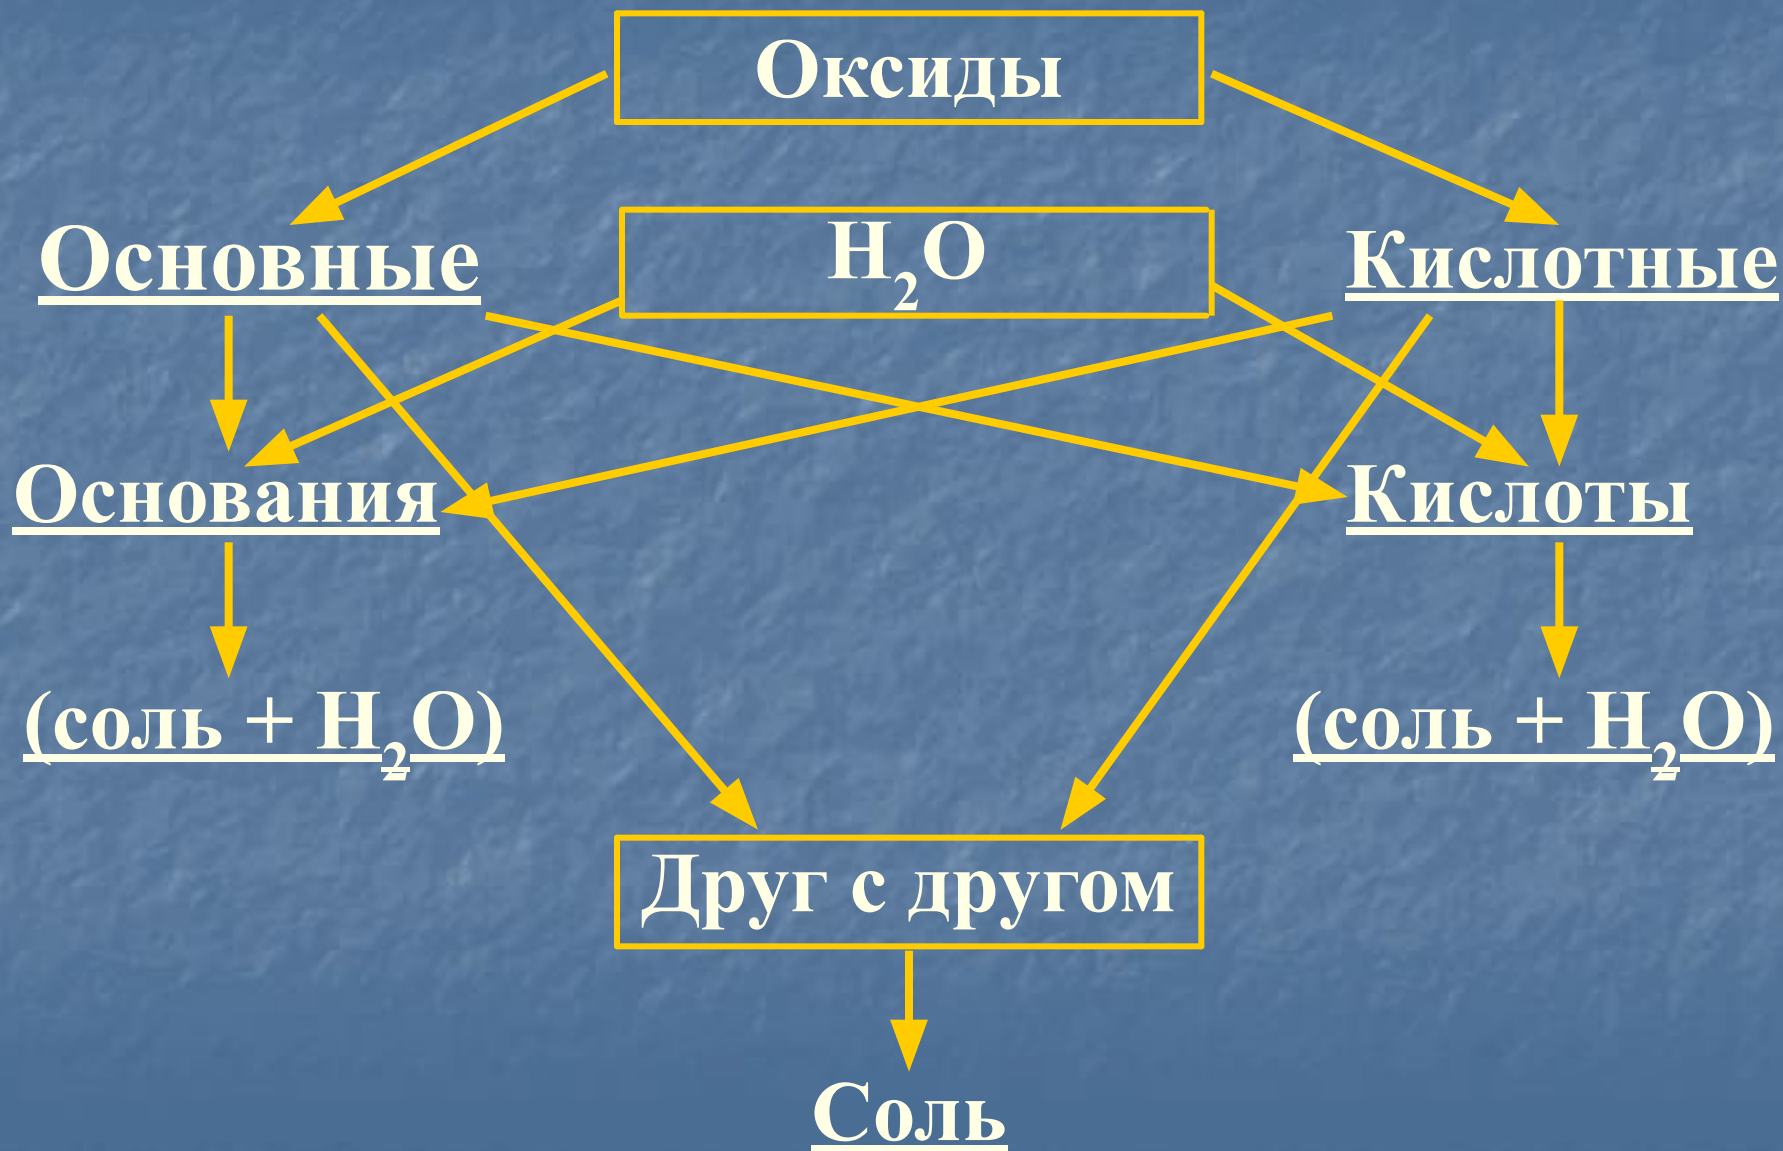 Оксиды
Основные
H₂O
Кислотные
Основания
Кислоты
(соль + H₂O)
(соль + H₂O)
Друг с другом
Соль